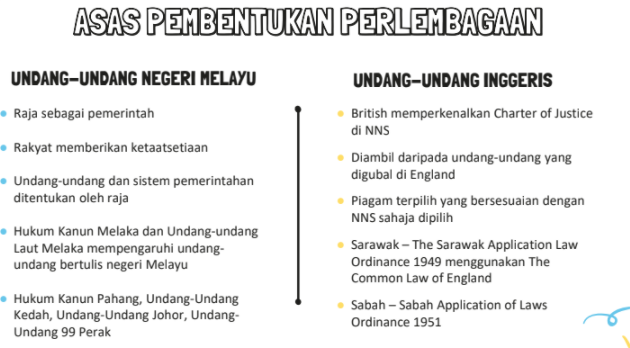 ASAS PEMBENTUKAN PERLEMBAGAAN
UNDANG-UNDANG NEGERI MELAYU
Raja sebagai pemerintah
Rakyat memberikan ketaatsetiaan
Undang-undang dan sistem pemerintahan
ditentukan oleh raja
Hukum Kanun Melaka dan Undang-undang
Laut Melaka mempengaruhi undang-
undang bertulis negeri Melayu
Hukum Kanun Pahang, Undang-Undang
Kedah, Undang-Undang Johor, Undang-
Undang 99 Perak
UNDANG-UNDANG INGGERIS
British memperkenalkan Charter of Justice
di NNS
Diambil daripada undang-undang yang
digubal di England
Piagam terpilih yang bersesuaian dengan
NNS sahaja dipilih
Sarawak – The Sarawak Application Law
Ordinance 1949 menggunakan The
Common Law of England
Sabah – Sabah Application of Laws
Ordinance 1951